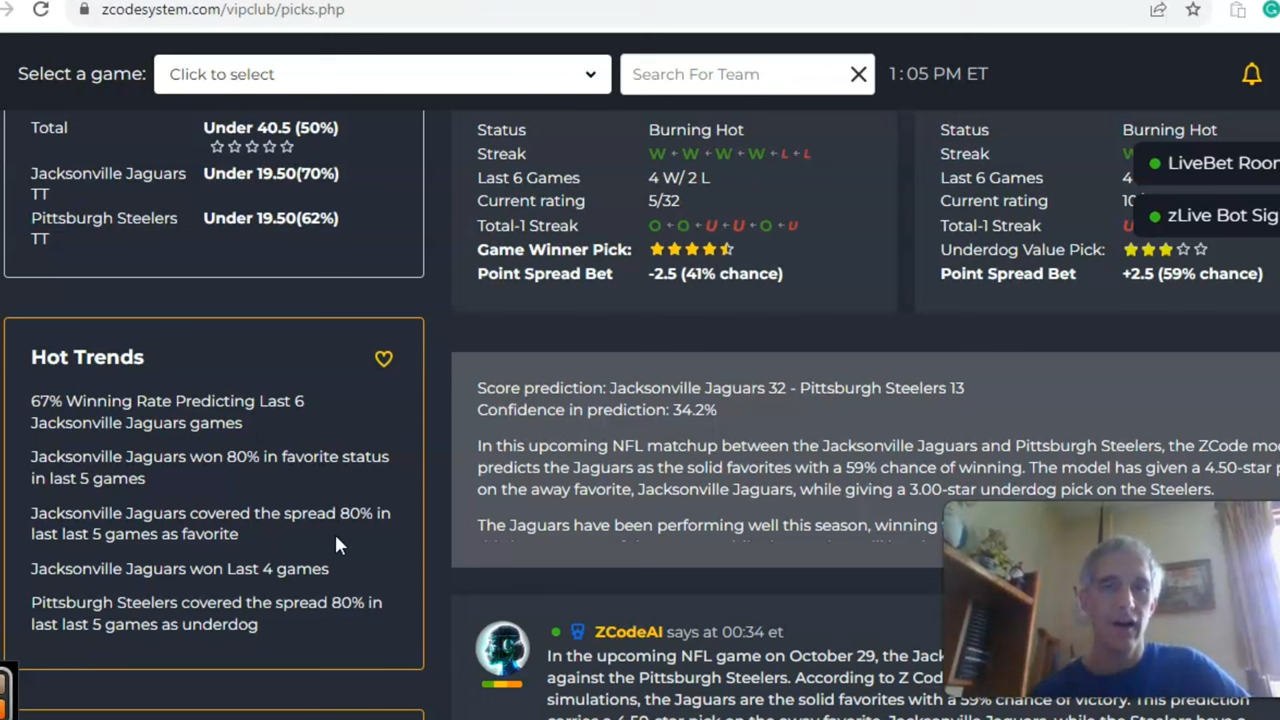 zcodesystem.com/vipclub/picks.php
Select a game:
Click to select
Search For Team
1:05 PM ET
Total
Under 40.5 (50%)
Jacksonville Jaguars
TT
Under 19.50(70%)
Pittsburgh Steelers
TT
Under 19.50(62%)
Hot Trends
67% Winning Rate Predicting Last 6
Jacksonville Jaguars games
Jacksonville Jaguars won 80% in favorite status
in last 5 games
Jacksonville Jaguars covered the spread 80% in
last last 5 games as favorite
Jacksonville Jaguars won Last 4 games
Pittsburgh Steelers covered the spread 80% in
last last 5 games as underdog
Status
Burning Hot
Streak
W W W W L L
Last 6 Games
4 W/ 2 L
Current rating
5/32
Total-1 Streak
O O U U O U
Game Winner Pick:
Point Spread Bet
-2.5 (41% chance)
Status
Burning Hot
Streak
Last 6 Games
Current rating
Total-1 Streak
Underdog Value Pick:
Point Spread Bet
+2.5 (59% chance)
LiveBet
zLive Bot
Score prediction: Jacksonville Jaguars 32 - Pittsburgh Steelers 13
Confidence in prediction: 34.2%
In this upcoming NFL matchup between the Jacksonville Jaguars and Pittsburgh Steelers, the ZCode
predicts the Jaguars as the solid favorites with a 59% chance of winning. The model has given a 4.50-star
on the away favorite, Jacksonville Jaguars, while giving a 3.00-star underdog pick on the Steelers.
The Jaguars have been performing well this season, winning
ZCodeAI says at 00:34 et
In the upcoming NFL game on October 29, the
against the Pittsburgh Steelers. According to Z
simulations, the Jaguars are the solid favorites with a 59% chance of victory. This prediction